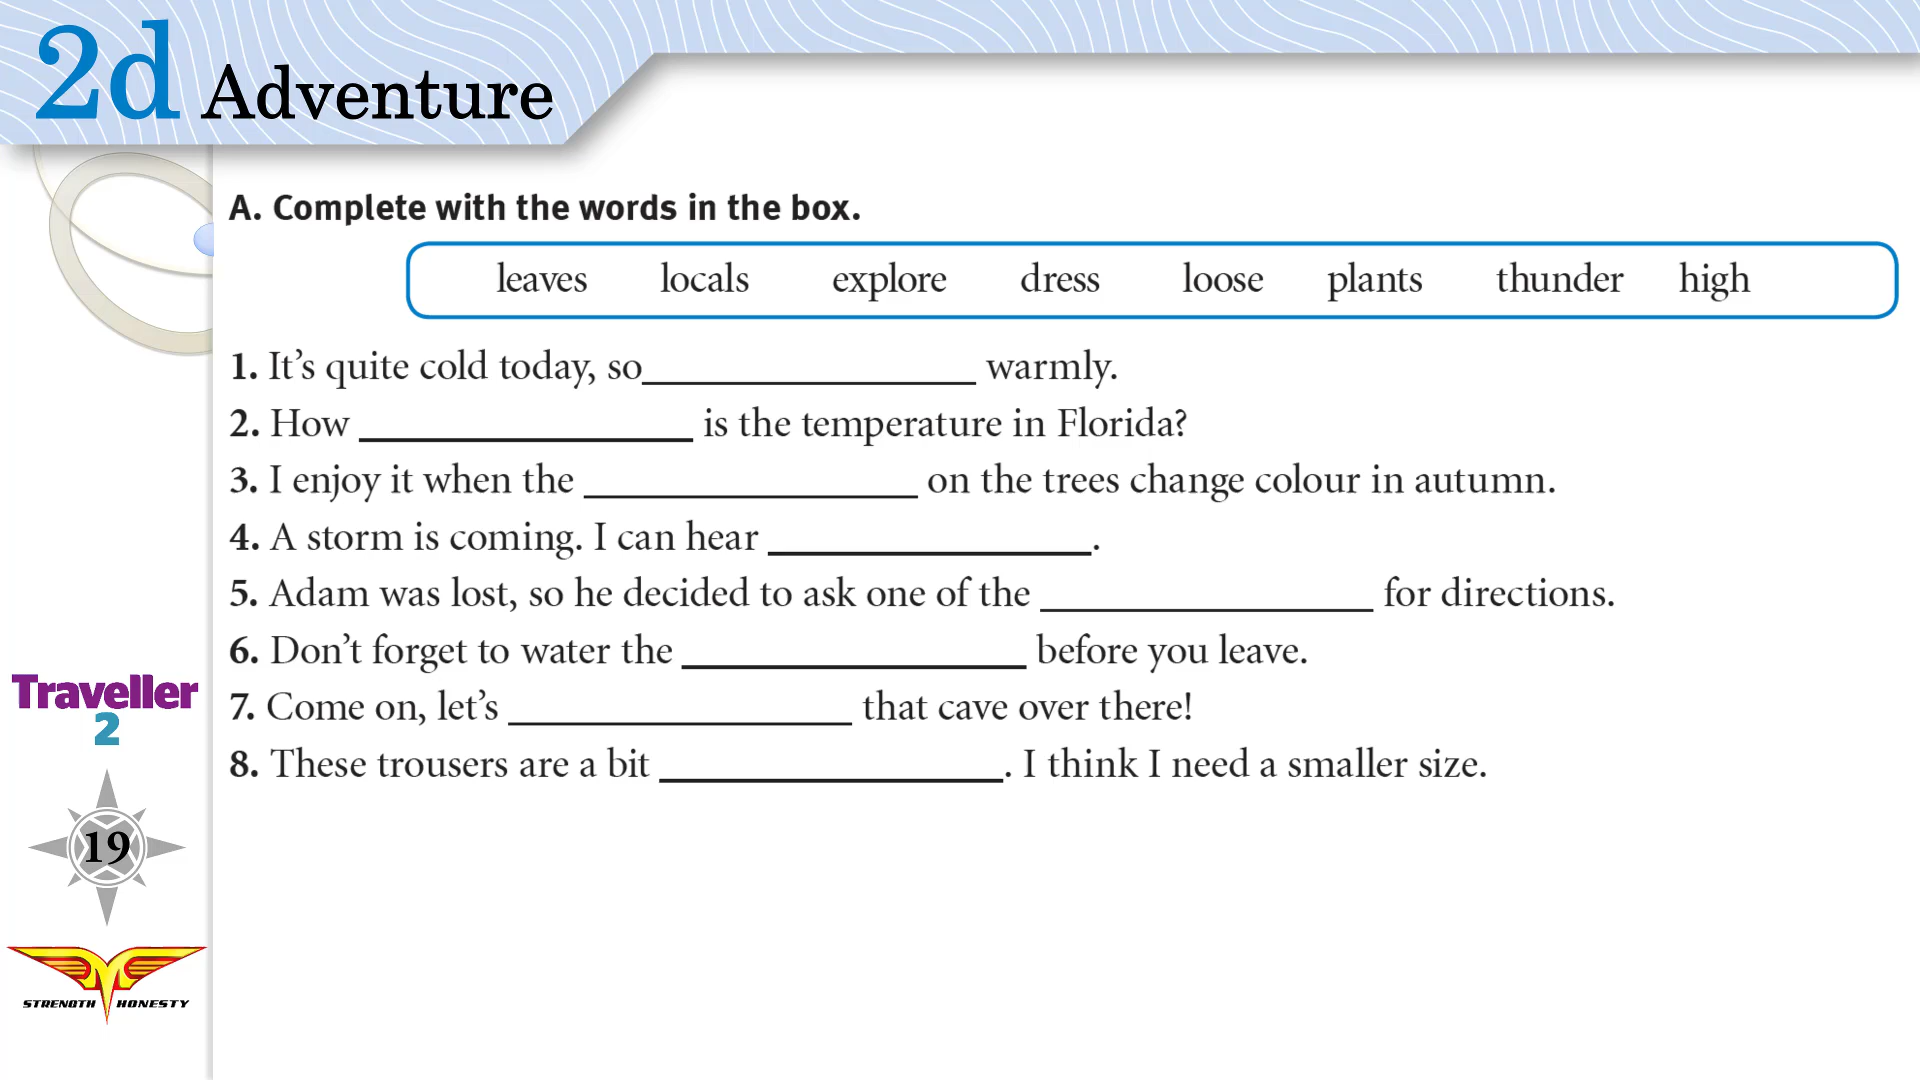 2d Adventure
A. Complete with the words in the box.
leaves locals explore dress loose plants thunder high
1. It’s quite cold today, so________________ warmly.
2. How ________________ is the temperature in Florida?
3. I enjoy it when the ________________ on the trees change colour in autumn.
4. A storm is coming. I can hear ________________.
5. Adam was lost, so he decided to ask one of the ________________ for directions.
6. Don’t forget to water the ________________ before you leave.
7. Come on, let’s ________________ that cave over there!
8. These trousers are a bit ________________. I think I need a smaller size.
Traveller
2
19
STRENGTH HONESTY